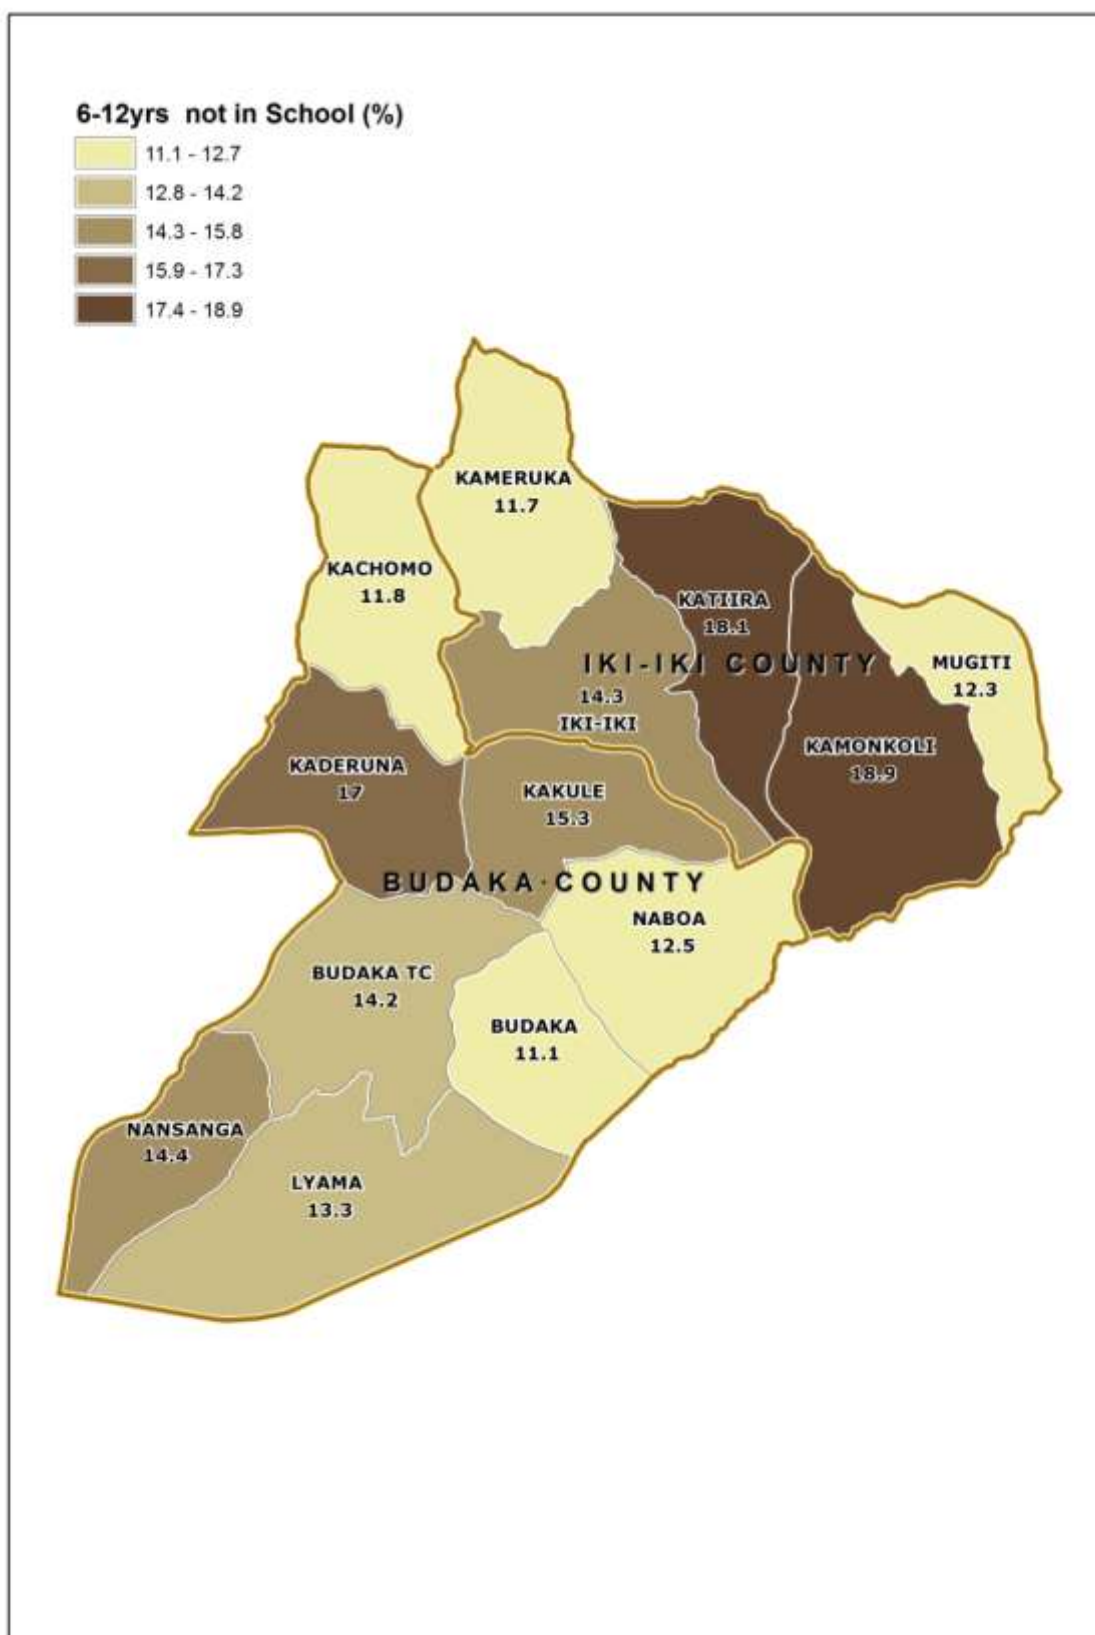 6-12yrs not in School (%)
11.1 - 12.7
12.8 - 14.2
14.3 - 15.8
15.9 - 17.3
17.4 - 18.9
KAMERUKA
11.7
KACHOMO
11.8
KATIIRA
18.1
IKI-IKI COUNTY
MUGITI
12.3
14.3
IKI-IKI
KAMONKOLI
18.9
KADERUNA
17
KAKULE
15.3
BUDAKA COUNTY
NABOA
12.5
BUDAKA TC
14.2
BUDAKA
11.1
NANSANGA
14.4
LYAMA
13.3